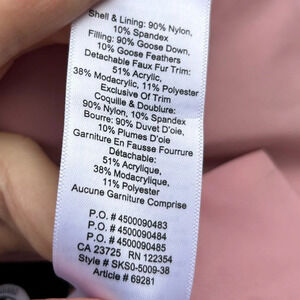 Shell & Lining: 90% Nylon,
10% Spandex
Filling: 90% Goose Down,
10% Goose Feathers
Detachable Faux Fur Trim:
51% Acrylic,
38% Modacrylic, 11% Polyester
Exclusive Of Trim
Coquille & Doublure:
90% Nylon, 10% Spandex
Bourre: 90% Duvet D'oie,
10% Plumes D'oie
Garniture En Fausse Fourrure
Détachable:
51% Acrylique,
38% Modacrylique,
11% Polyester
Aucune Garniture Comprise
P.O. # 4500090483
P.O. # 4500090484
P.O. # 4500090485
CA 23725 RN 122354
Style # SKS0-5009-38
Article # 69281